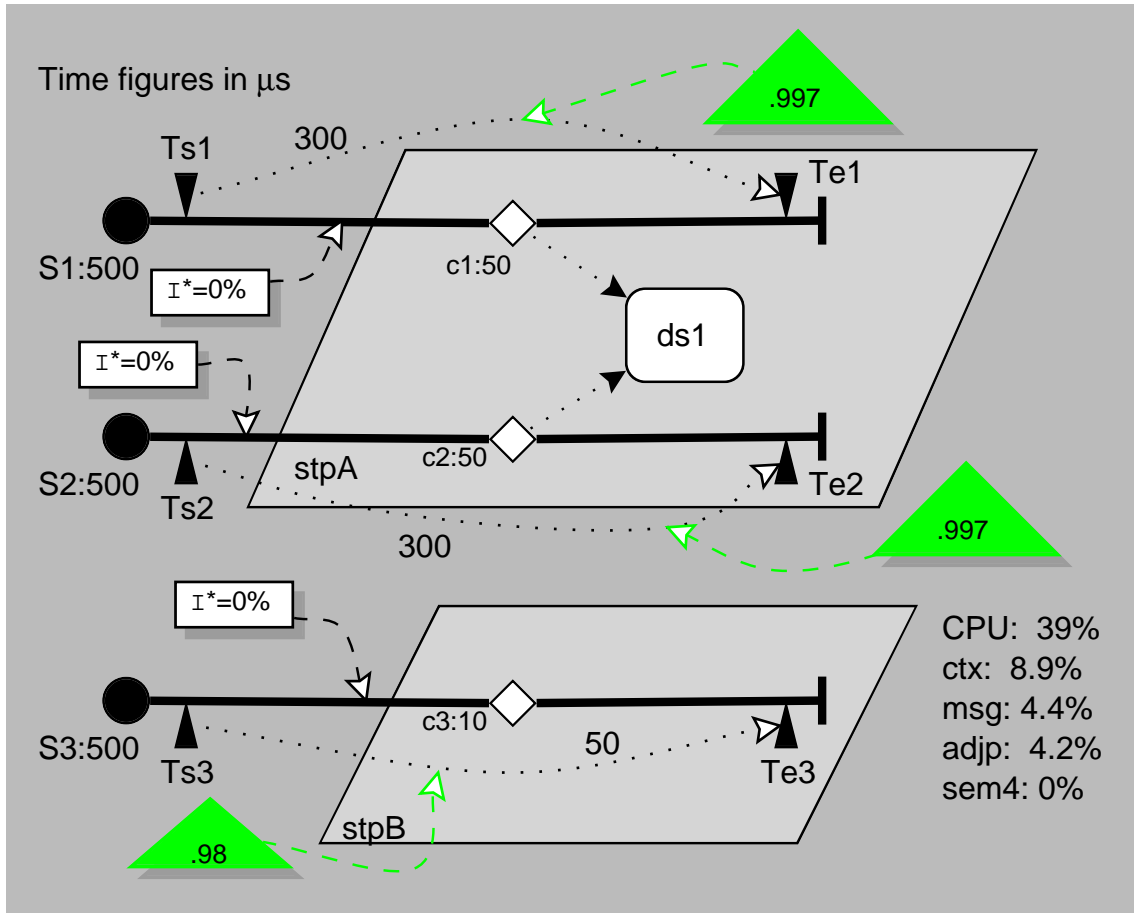 Time figures in μs
.997
Ts1
300
Te1
S1:500
c1:50
I*=0%
ds1
I*=0%
c2:50
stpA
S2:500
Ts2
Te2
.997
300
I*=0%
CPU: 39%
ctx: 8.9%
msg: 4.4%
adjp: 4.2%
sem4: 0%
c3:10
S3:500
50
Ts3
Te3
stpB
.98